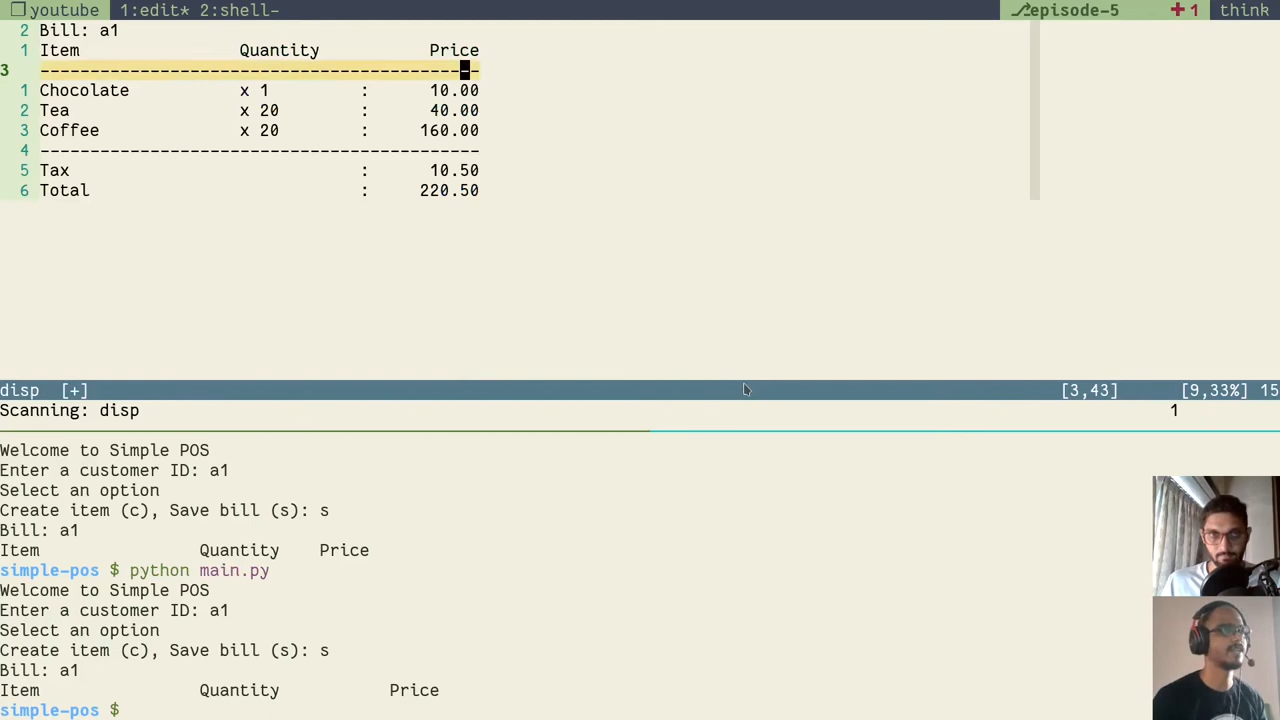 ❐ youtube 1:edit* 2:shell- ⎇episode-5 ✚ 1 think
2 Bill: a1
1 Item Quantity Price
3 --------------------------------------------
1 Chocolate x 1 : 10.00
2 Tea x 20 : 40.00
3 Coffee x 20 : 160.00
4 --------------------------------------------
5 Tax : 10.50
6 Total : 220.50
disp [+] [3,43] [9,33%] 15
Scanning: disp 1
Welcome to Simple POS
Enter a customer ID: a1
Select an option
Create item (c), Save bill (s): s
Bill: a1
Item Quantity Price
simple-pos $ python main.py
Welcome to Simple POS
Enter a customer ID: a1
Select an option
Create item (c), Save bill (s): s
Bill: a1
Item Quantity Price
simple-pos $